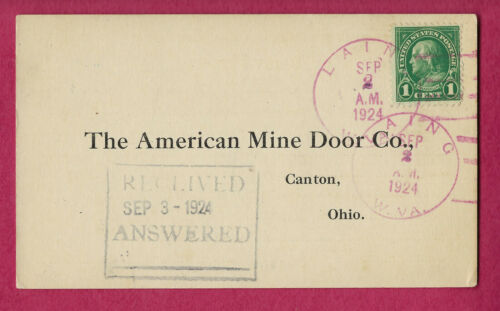 LAING
SEP
2
A.M.
1924
UNITED STATES POSTAGE
FRANKLIN
1 CENT 1
LAING
SEP
2
A.M.
1924
W. VA.
The American Mine Door Co.,
Canton,
Ohio.
RECEIVED
SEP 3 - 1924
ANSWERED